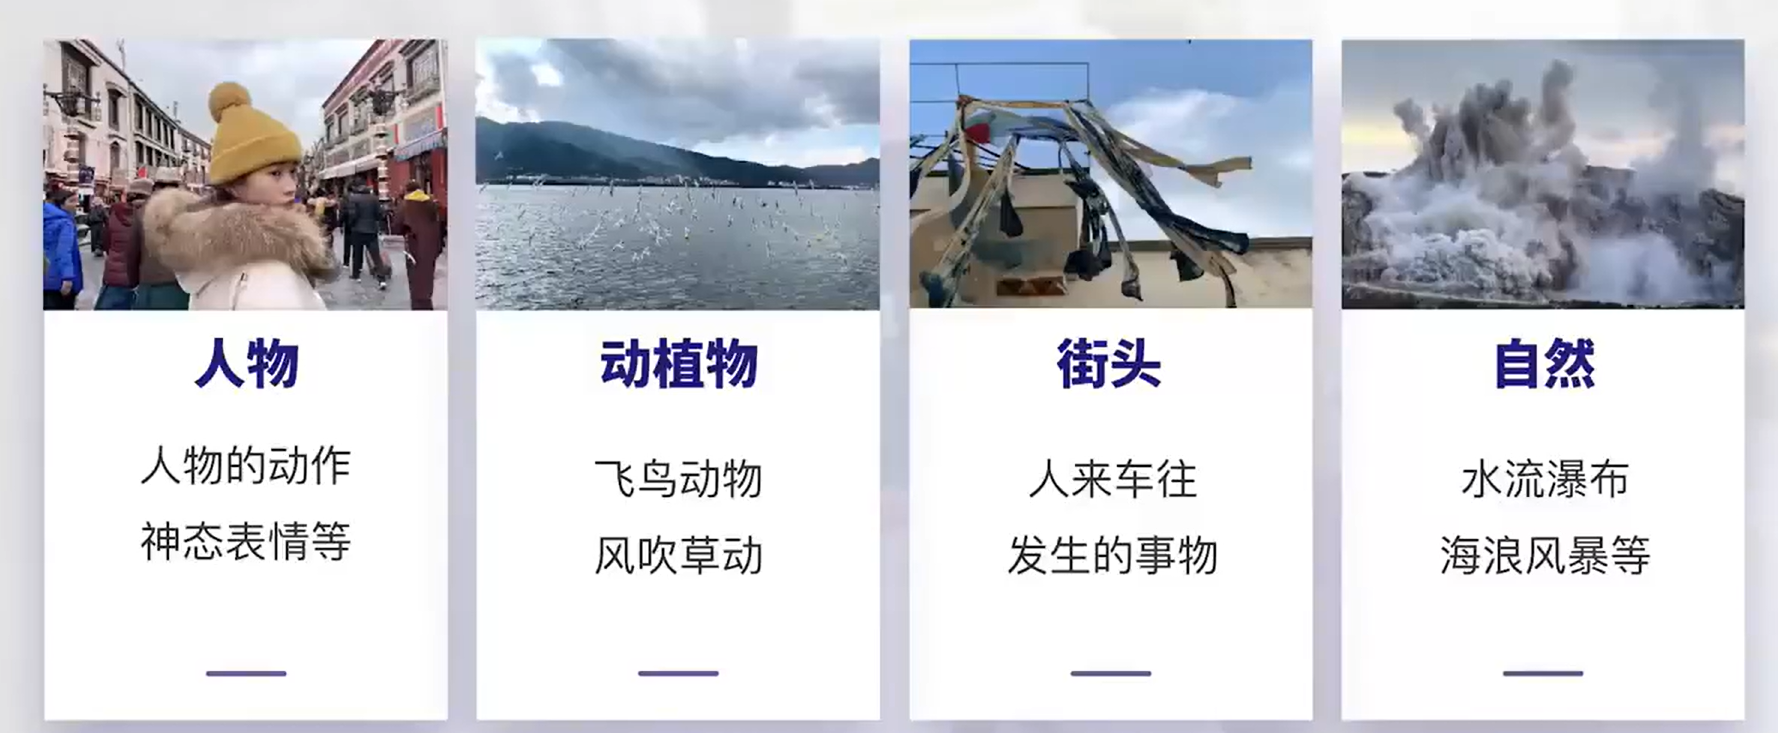 人物
人物的动作
神态表情等
动植物
飞鸟动物
风吹草动
街头
人来车往
发生的事物
自然
水流瀑布
海浪风暴等